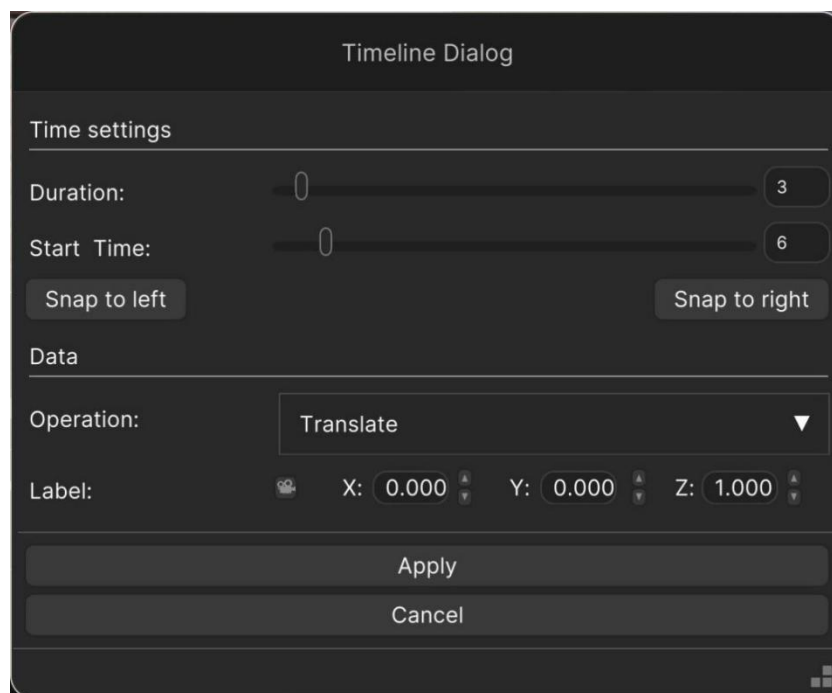 Timeline Dialog
Time settings
Duration: 3
Start Time: 6
Snap to left Snap to right
Data
Operation: Translate
Label: X: 0.000 Y: 0.000 Z: 1.000
Apply
Cancel